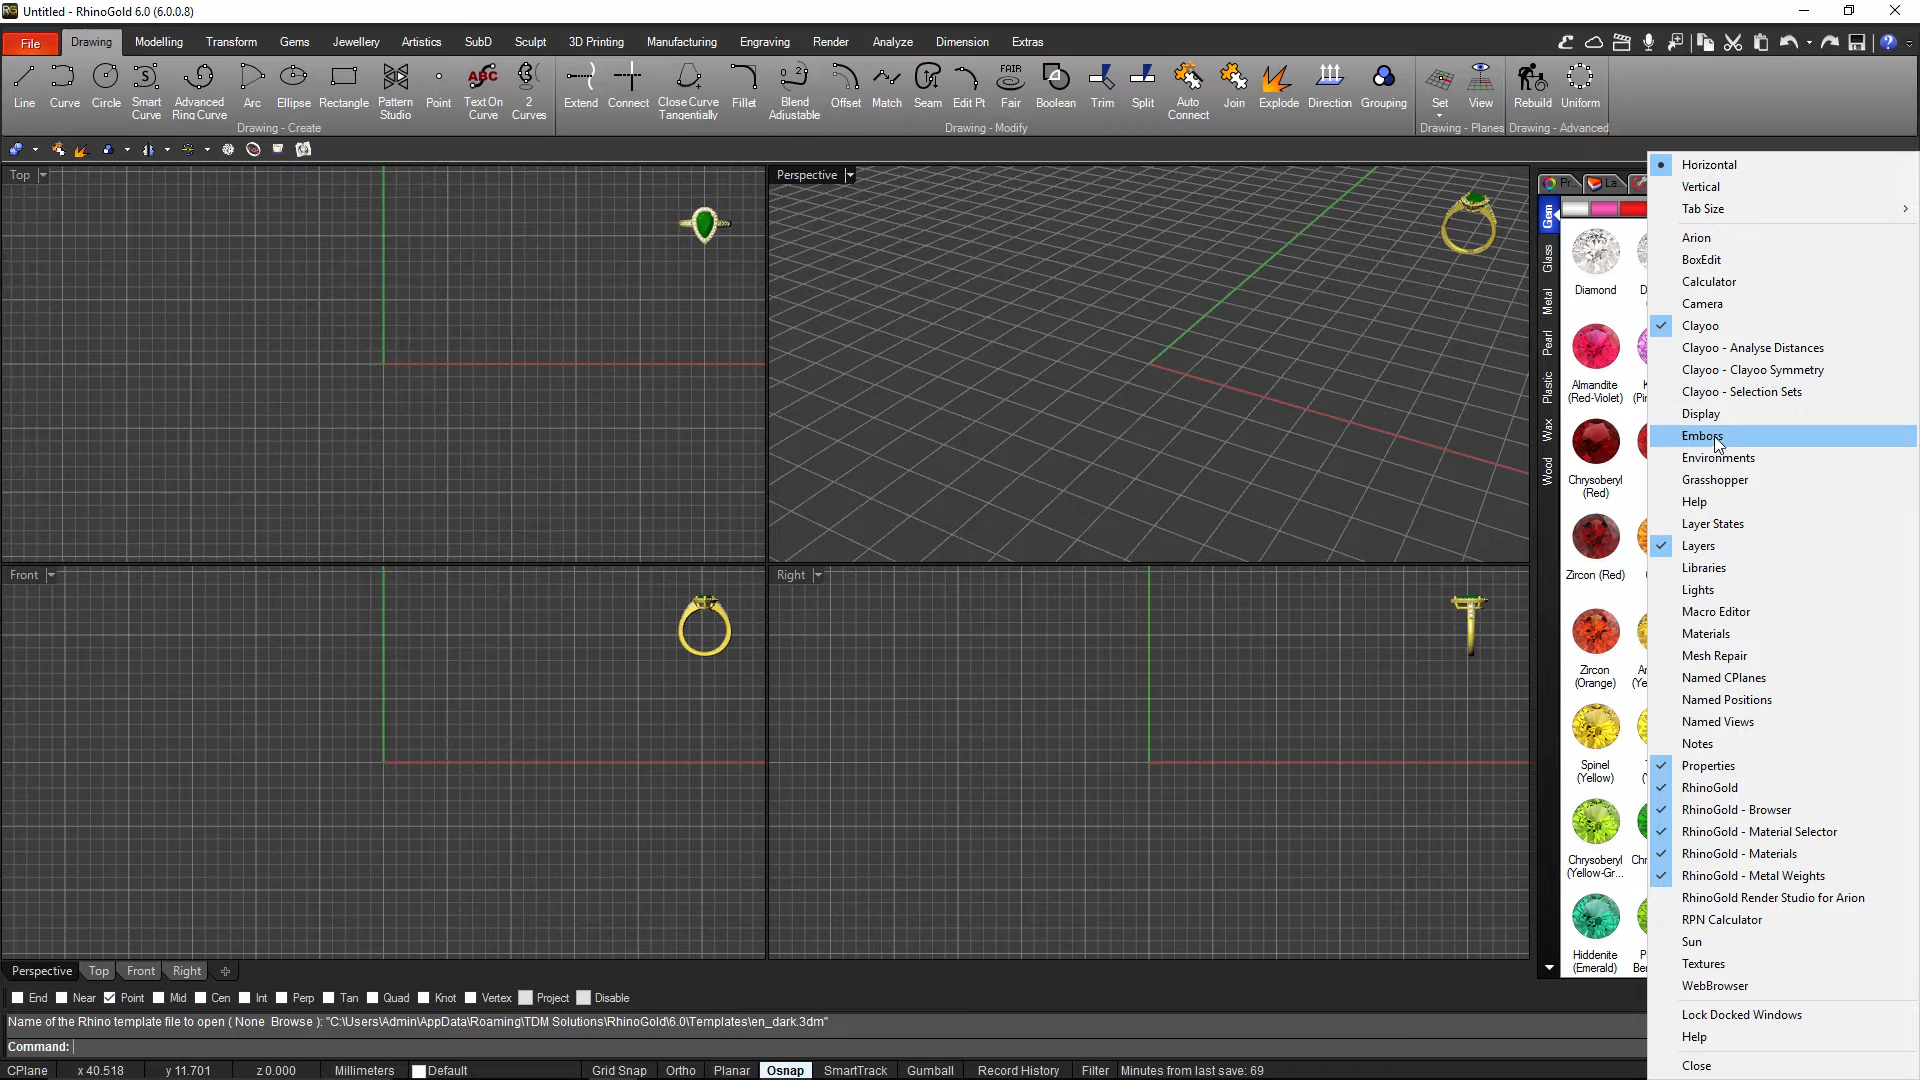 Untitled - RhinoGold 6.0 (6.0.0.8)
File
Drawing
Modelling
Transform
Gems
Jewellery
Artistics
SubD
Sculpt
3D Printing
Manufacturing
Engraving
Render
Analyze
Dimension
Extras
Line
Curve
Circle
Smart
Curve
Advanced
Ring Curve
Arc
Ellipse
Rectangle
Pattern
Studio
Point
ABC
Text On
Curve
2
Curves
Extend
Connect
Close Curve
Tangentially
Fillet
Blend
Adjustable
Offset
Match
Seam
Edit Pt
FAIR
Fair
Boolean
Trim
Split
Auto
Connect
Join
Explode
Direction
Grouping
Set
View
Rebuild
Uniform
Drawing - Create
Drawing - Modify
Drawing - Planes
Drawing - Advanced
Top
Perspective
Front
Right
Gem
Glass
Metal
Pearl
Plastic
Wax
Wood
Diamond
Almandite
(Red-Violet)
Chrysoberyl
(Red)
Zircon (Red)
Zircon
(Orange)
Spinel
(Yellow)
Chrysoberyl
(Yellow-Gr...
Hiddenite
(Emerald)
Horizontal
Vertical
Tab Size
Arion
BoxEdit
Calculator
Camera
Clayoo
Clayoo - Analyse Distances
Clayoo - Clayoo Symmetry
Clayoo - Selection Sets
Display
Emboss
Environments
Grasshopper
Help
Layer States
Layers
Libraries
Lights
Macro Editor
Materials
Mesh Repair
Named CPlanes
Named Positions
Named Views
Notes
Properties
RhinoGold
RhinoGold - Browser
RhinoGold - Material Selector
RhinoGold - Materials
RhinoGold - Metal Weights
RhinoGold Render Studio for Arion
RPN Calculator
Sun
Textures
WebBrowser
Lock Docked Windows
Help
Close
Perspective Top Front Right
End Near Point Mid Cen Int Perp Tan Quad Knot Vertex Project Disable
Name of the Rhino template file to open ( None Browse ): "C:\Users\Admin\AppData\Roaming\TDM Solutions\RhinoGold\6.0\Templates\en_dark.3dm"
Command:
CPlane x 40.518 y 11.701 z 0.000 Millimeters Default Grid Snap Ortho Planar Osnap SmartTrack Gumball Record History Filter Minutes from last save: 69